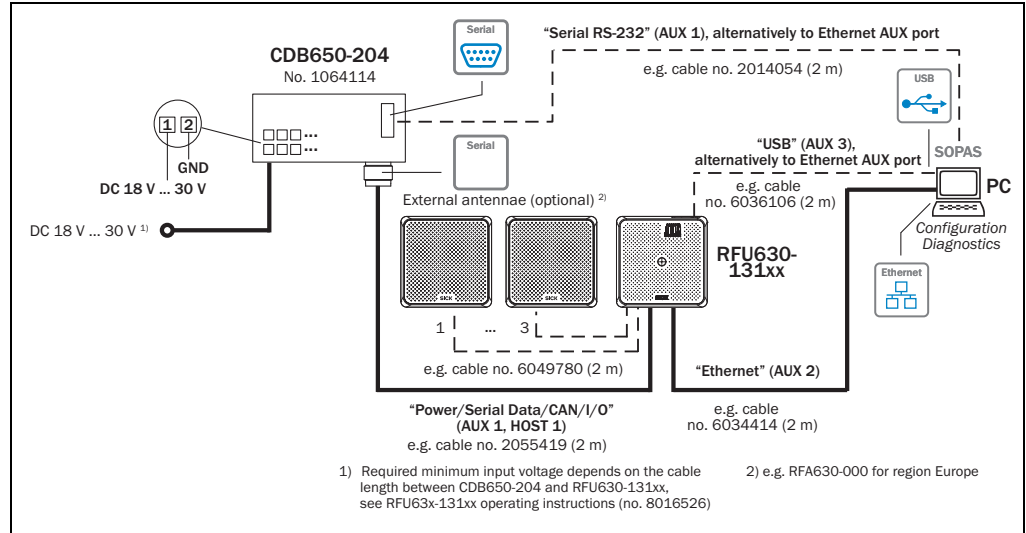 Serial
"Serial RS-232" (AUX 1), alternatively to Ethernet AUX port
CDB650-204
No. 1064114
e.g. cable no. 2014054 (2 m)
USB
1 2
...
...
GND
DC 18 V ... 30 V
Serial
"USB" (AUX 3),
alternatively to Ethernet AUX port
SOPAS
PC
e.g. cable
no. 6036106 (2 m)
External antennae (optional) 2)
DC 18 V ... 30 V 1)
Configuration
Diagnostics
RFU630-
131xx
Ethernet
SICK
SICK
1 ... 3
e.g. cable no. 6049780 (2 m)
"Ethernet" (AUX 2)
"Power/Serial Data/CAN/I/O"
(AUX 1, HOST 1)
e.g. cable no. 2055419 (2 m)
e.g. cable
no. 6034414 (2 m)
1) Required minimum input voltage depends on the cable
length between CDB650-204 and RFU630-131xx,
see RFU63x-131xx operating instructions (no. 8016526)
2) e.g. RFA630-000 for region Europe